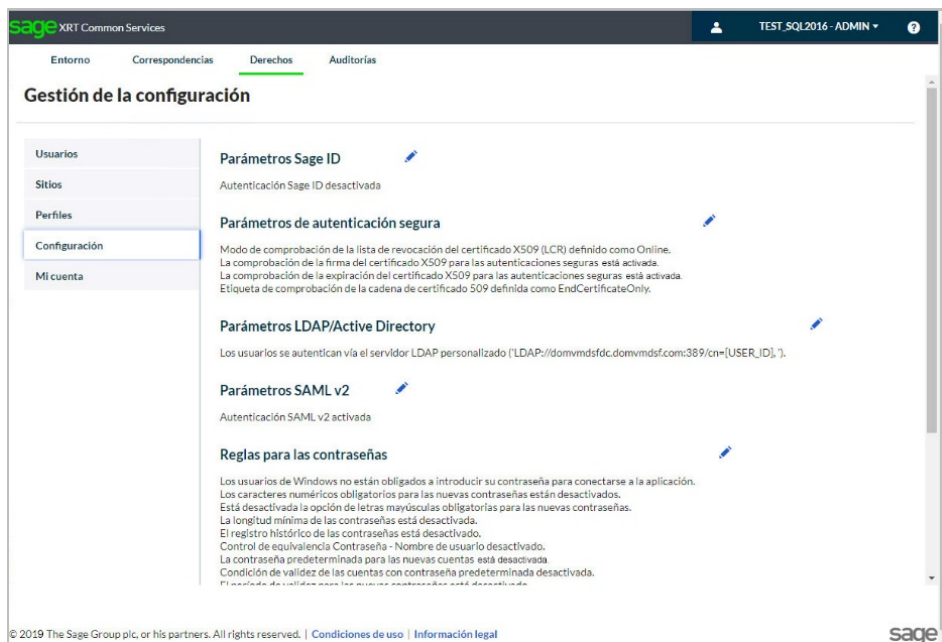 sage XRT Common Services
TEST_SQL2016 - ADMIN
Entorno Correspondencias Derechos Auditorías
Gestión de la configuración
Usuarios
Sitios
Perfiles
Configuración
Mi cuenta
Parámetros Sage ID
Autenticación Sage ID desactivada
Parámetros de autenticación segura
Modo de comprobación de la lista de revocación del certificado X509 (LCR) definido como Online.
La comprobación de la firma del certificado X509 para las autenticaciones seguras está activada.
La comprobación de la expiración del certificado X509 para las autenticaciones seguras está activada.
Etiqueta de comprobación de la cadena de certificado 509 definida como EndCertificateOnly.
Parámetros LDAP/Active Directory
Los usuarios se autentican vía el servidor LDAP personalizado ('LDAP://domvmdsfdc.domvmdsf.com:389/cn=[USER_ID], ').
Parámetros SAML v2
Autenticación SAML v2 activada
Reglas para las contraseñas
Los usuarios de Windows no están obligados a introducir su contraseña para conectarse a la aplicación.
Los caracteres numéricos obligatorios para las nuevas contraseñas están desactivados.
Está desactivada la opción de letras mayúsculas obligatorias para las nuevas contraseñas.
La longitud mínima de las contraseñas está desactivada.
El registro histórico de las contraseñas está desactivado.
Control de equivalencia Contraseña - Nombre de usuario desactivado.
La contraseña predeterminada para las nuevas cuentas está desactivada.
Condición de validez de las cuentas con contraseña predeterminada desactivada.
El período de validez para las nuevas contraseñas está desactivado.
© 2019 The Sage Group plc, or his partners. All rights reserved. | Condiciones de uso | Información legal
sage